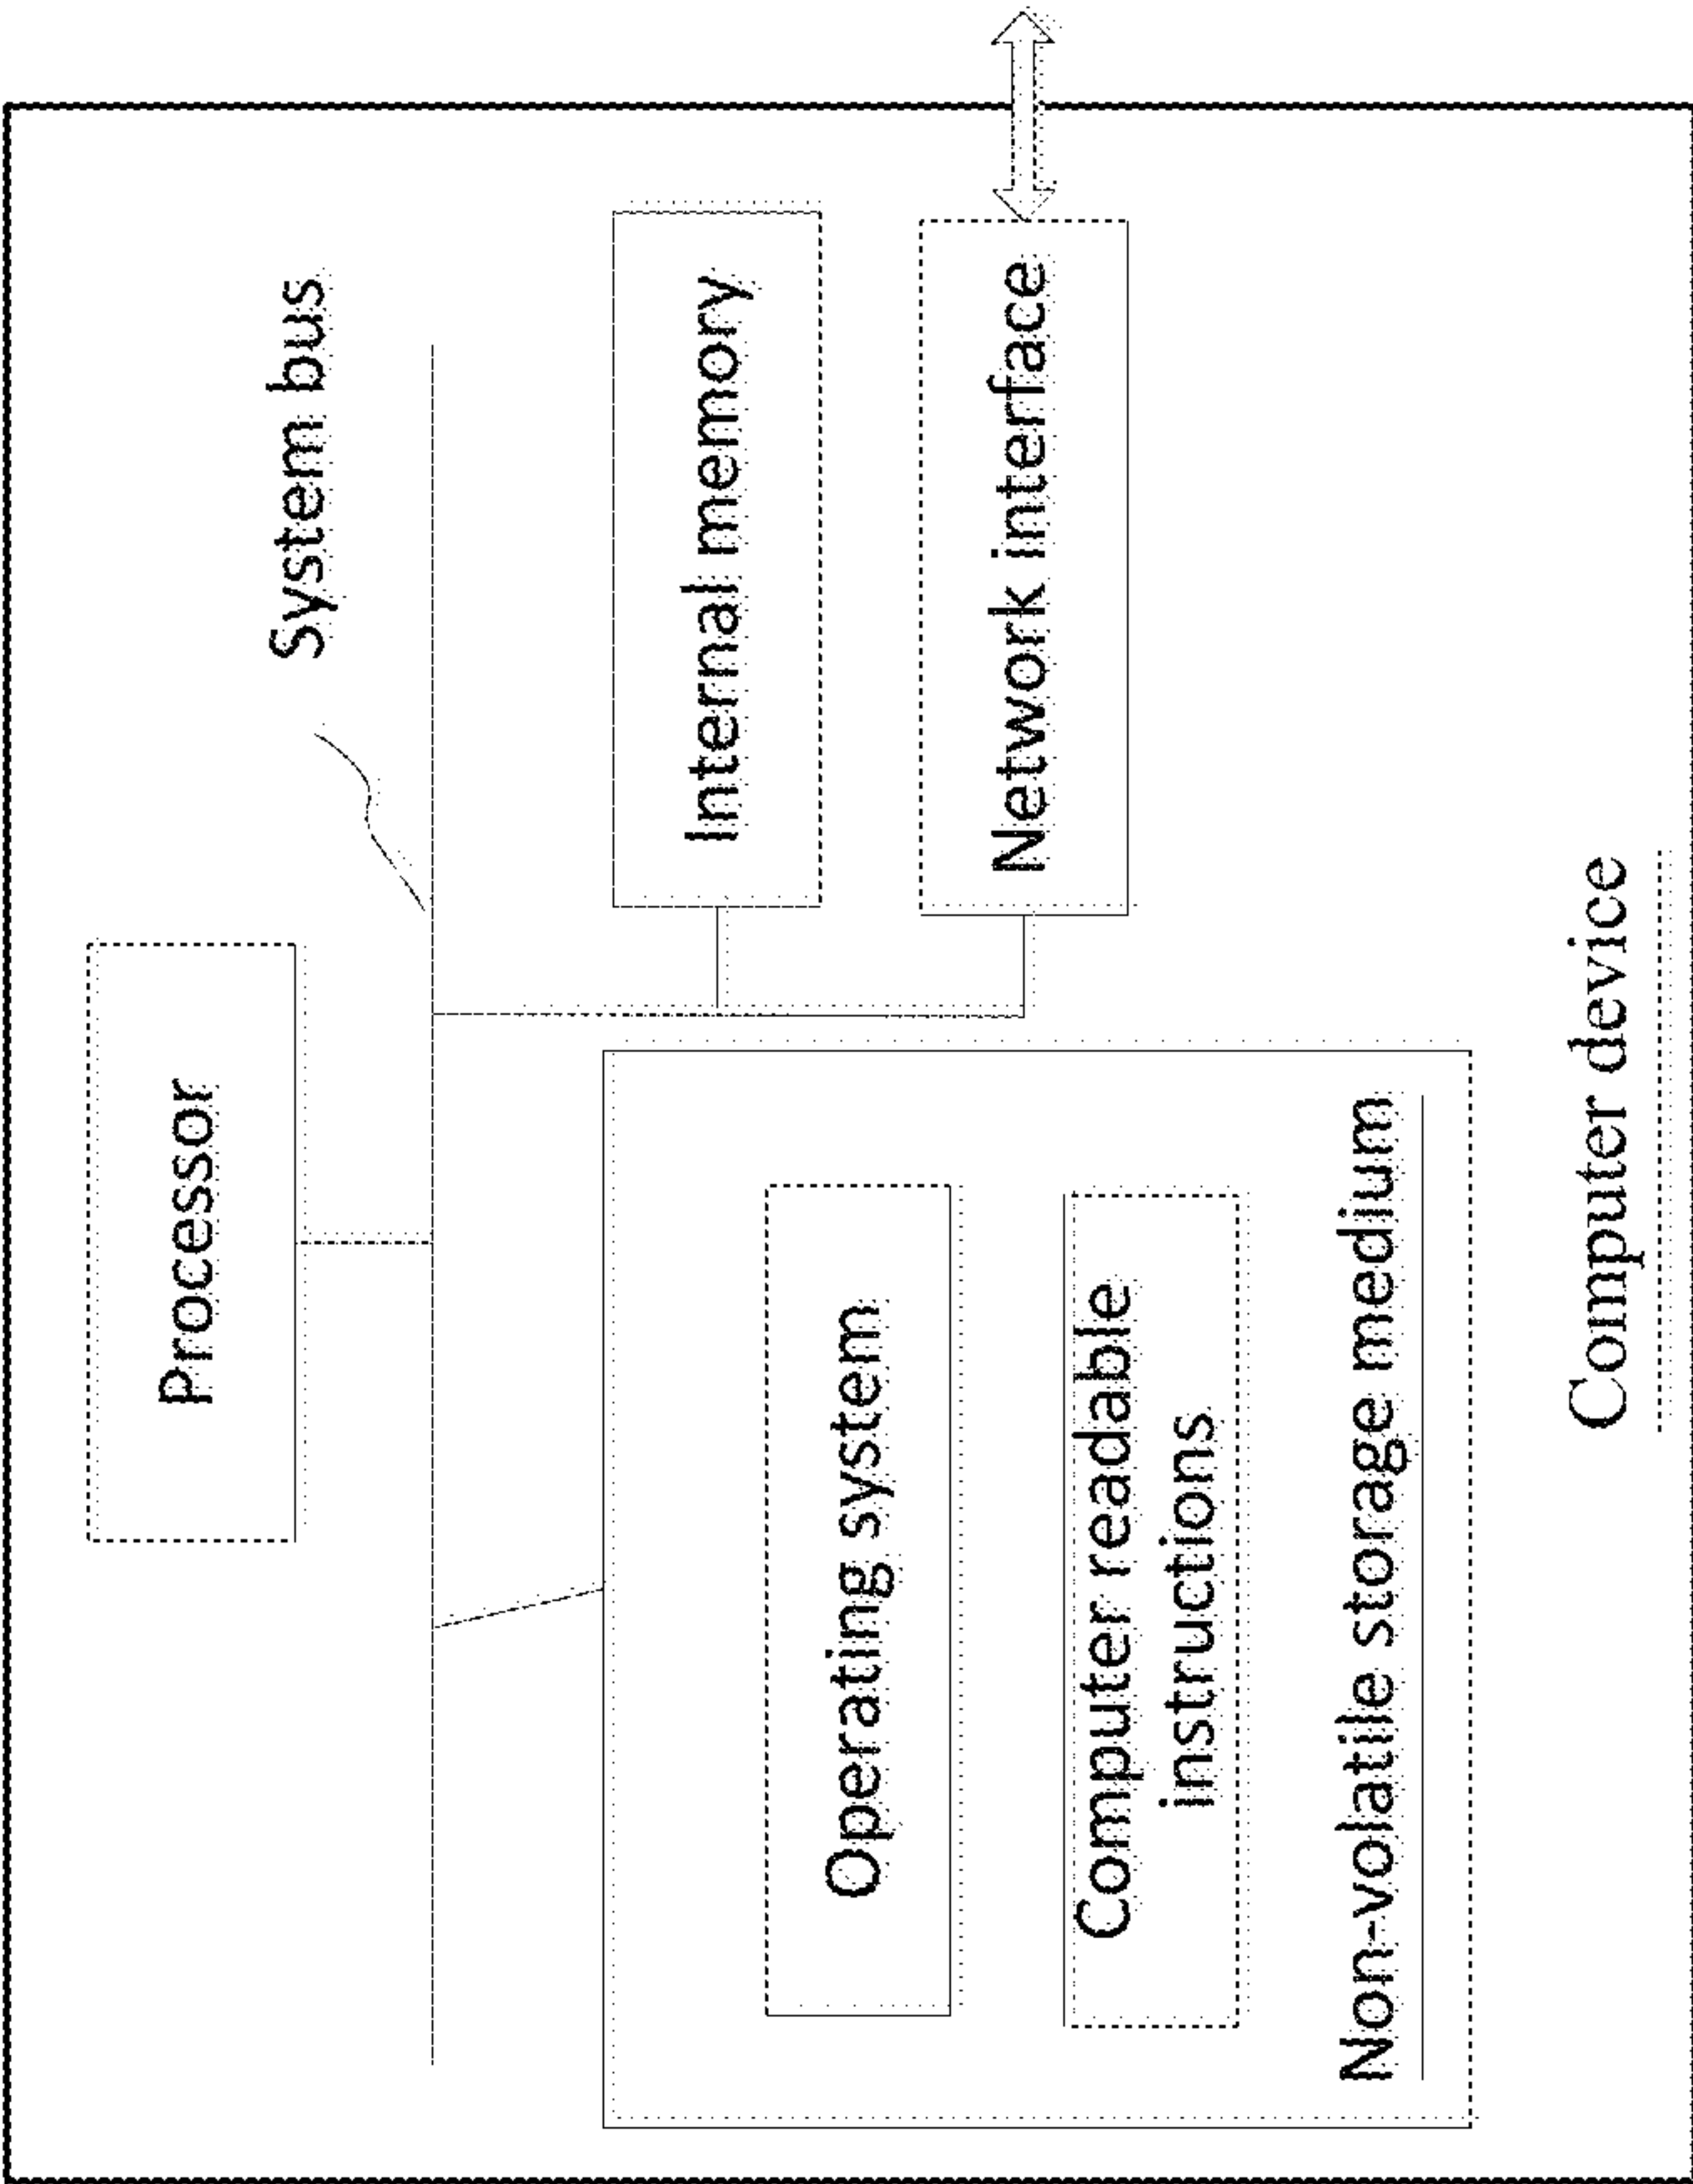 Processor
System bus
Operating system
Computer readable
instructions
Non-volatile storage medium
Internal memory
Network interface
Computer device